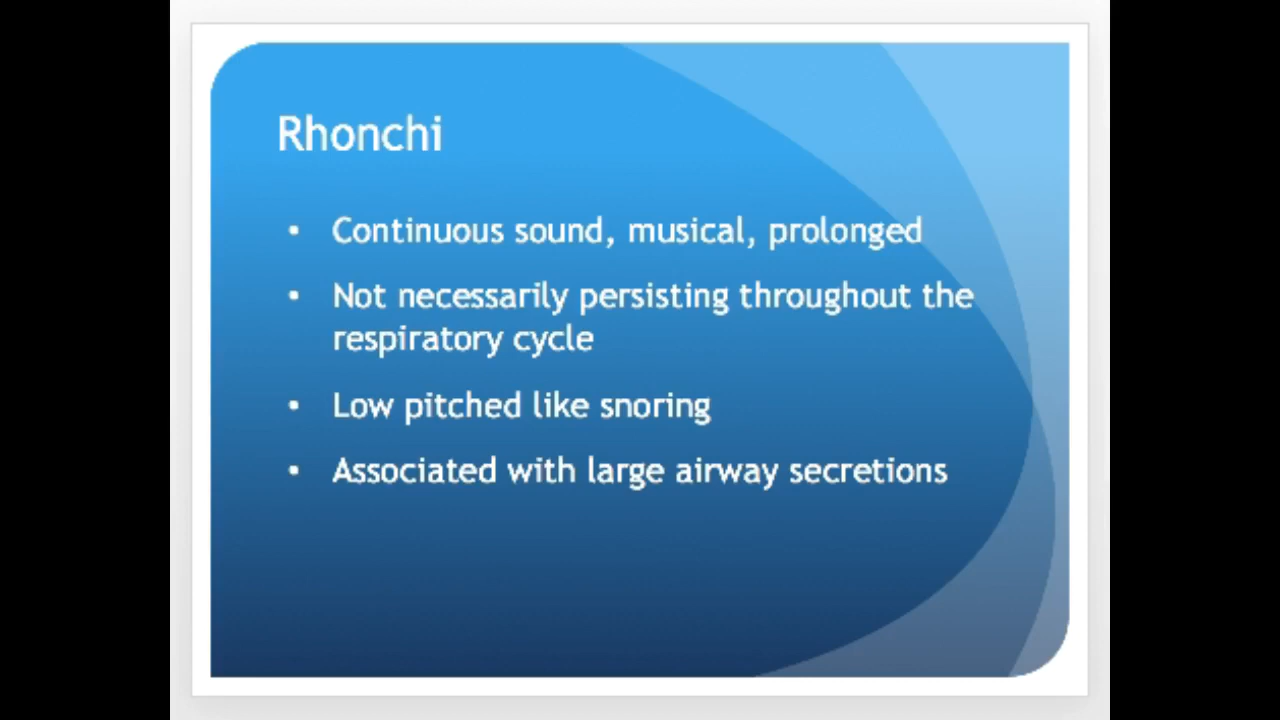 Rhonchi
• Continuous sound, musical, prolonged
• Not necessarily persisting throughout the
respiratory cycle
• Low pitched like snoring
• Associated with large airway secretions